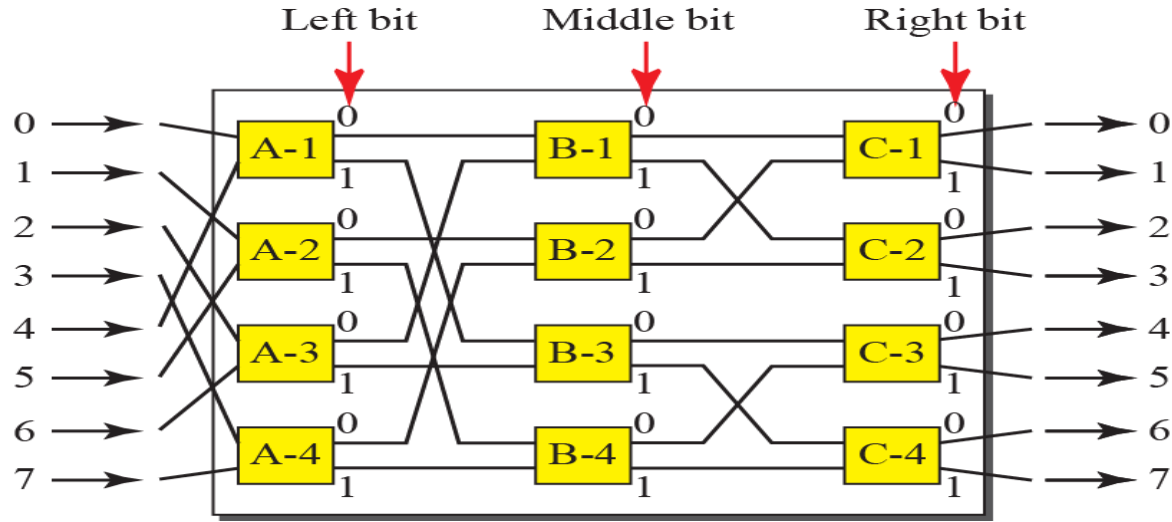 Left bit Middle bit Right bit
0 0 0 0 0
A-1 B-1 C-1
1 1 1 1 1
2 0 0 0 2
A-2 B-2 C-2
3 1 1 1 3
4 0 0 0 4
A-3 B-3 C-3
5 1 1 1 5
6 0 0 0 6
A-4 B-4 C-4
7 1 1 1 7